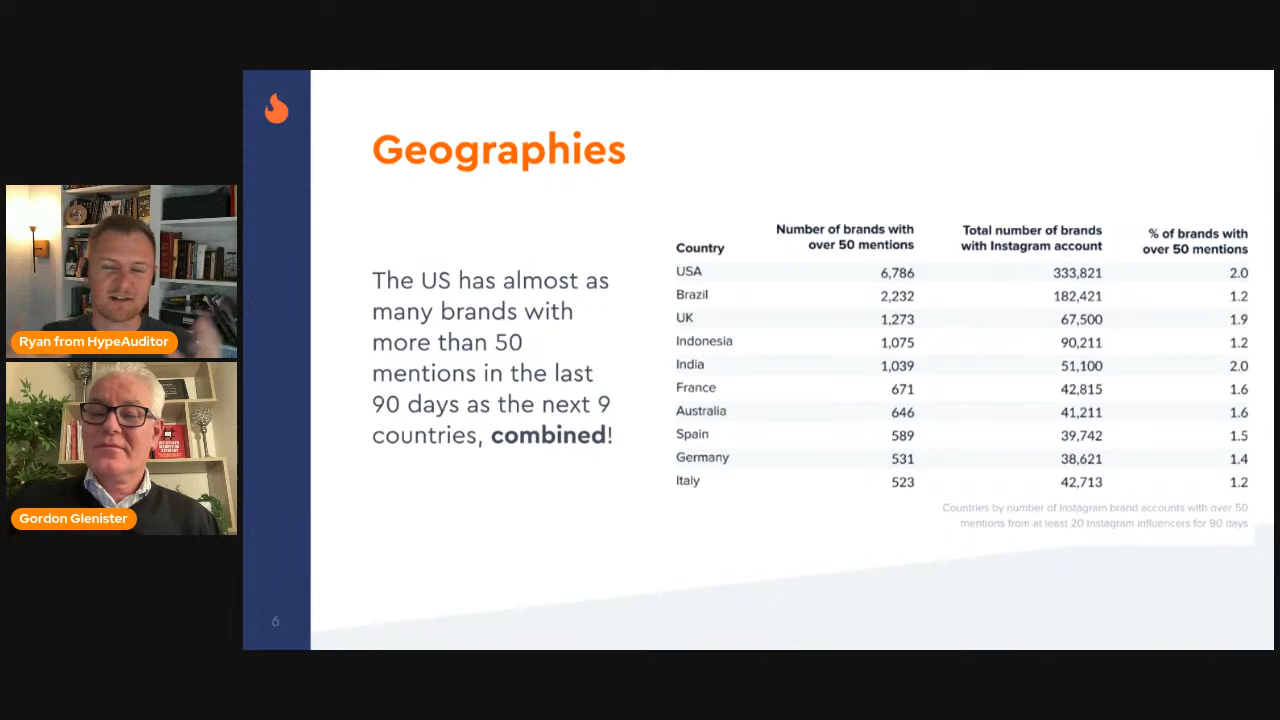 Geographies
The US has almost as
many brands with
more than 50
mentions in the last
90 days as the next 9
countries, combined!
Country Number of brands with over 50 mentions Total number of brands with Instagram account % of brands with over 50 mentions
USA 6,786 333,821 2.0
Brazil 2,232 182,421 1.2
UK 1,273 67,500 1.9
Indonesia 1,075 90,211 1.2
India 1,039 51,100 2.0
France 671 42,815 1.6
Australia 646 41,211 1.6
Spain 589 39,742 1.5
Germany 531 38,621 1.4
Italy 523 42,713 1.2
Countries by number of Instagram brand accounts with over 50
mentions from at least 20 Instagram influencers for 90 days
6
Ryan from HypeAuditor
Gordon Glenister